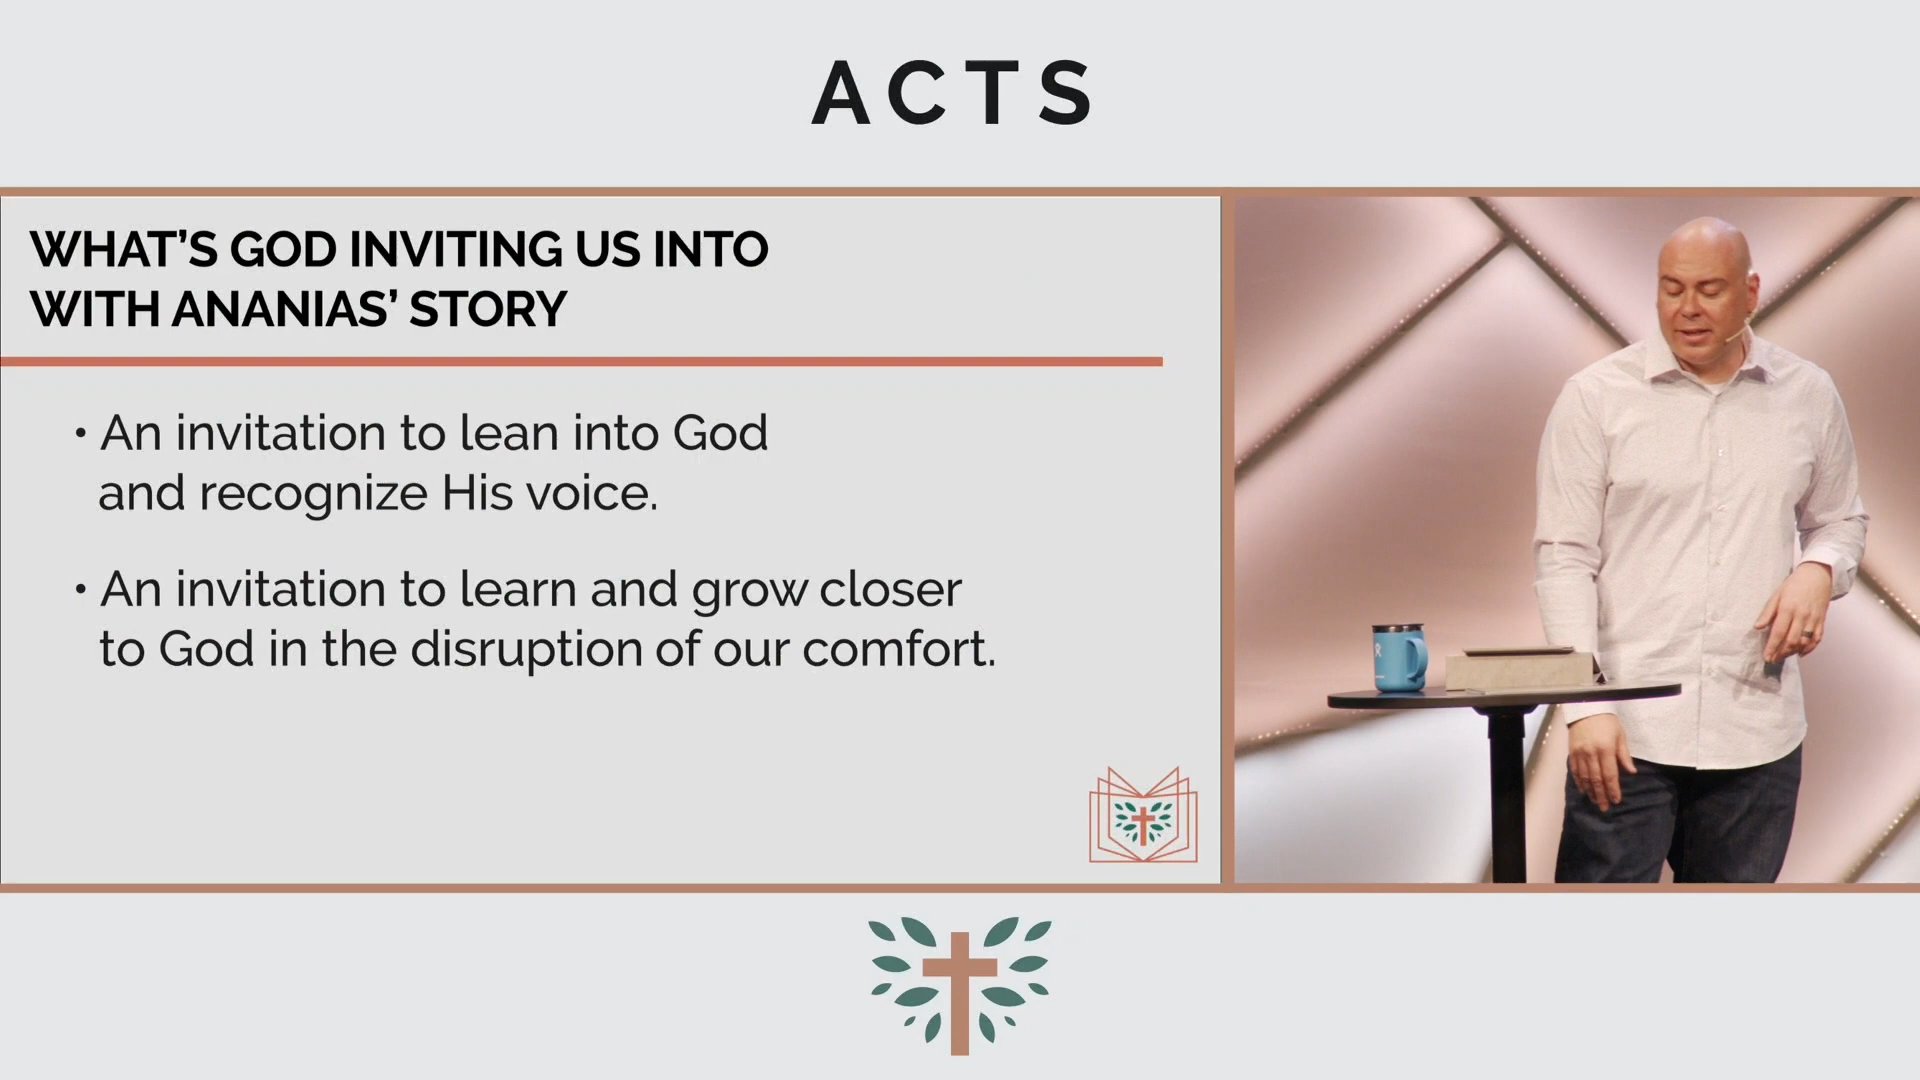 ACTS
WHAT’S GOD INVITING US INTO
WITH ANANIAS’ STORY
• An invitation to lean into God
and recognize His voice.
• An invitation to learn and grow closer
to God in the disruption of our comfort.